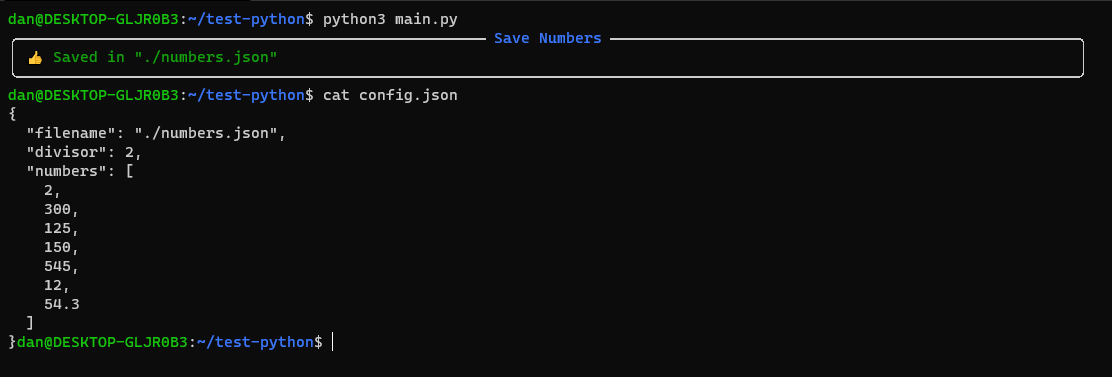 dan@DESKTOP-GLJR0B3:~/test-python$ python3 main.py
Save Numbers
👍 Saved in "./numbers.json"
dan@DESKTOP-GLJR0B3:~/test-python$ cat config.json
{
  "filename": "./numbers.json",
  "divisor": 2,
  "numbers": [
    2,
    300,
    125,
    150,
    545,
    12,
    54.3
  ]
}dan@DESKTOP-GLJR0B3:~/test-python$